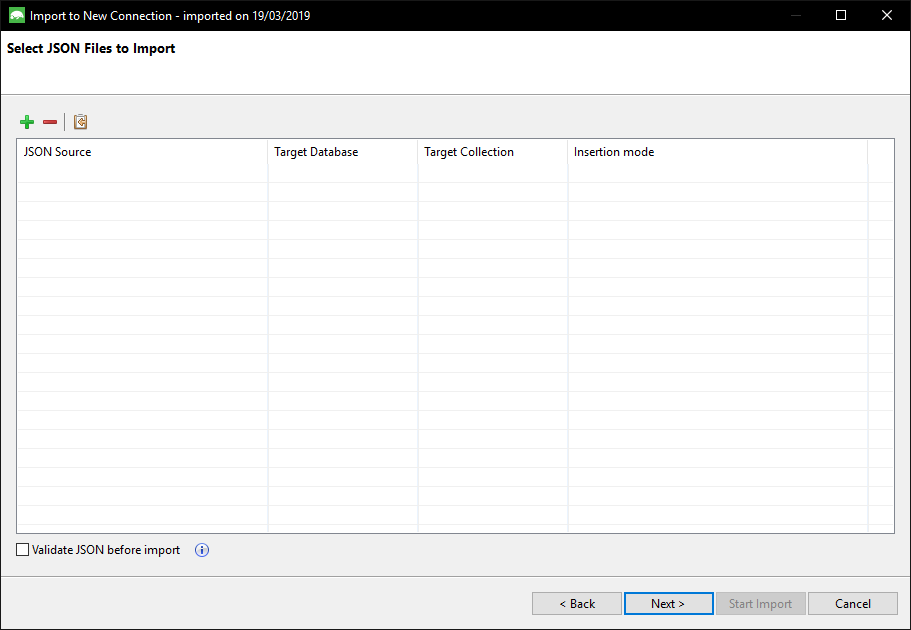 Import to New Connection - imported on 19/03/2019
Select JSON Files to Import
JSON Source Target Database Target Collection Insertion mode
Validate JSON before import
< Back Next > Start Import Cancel